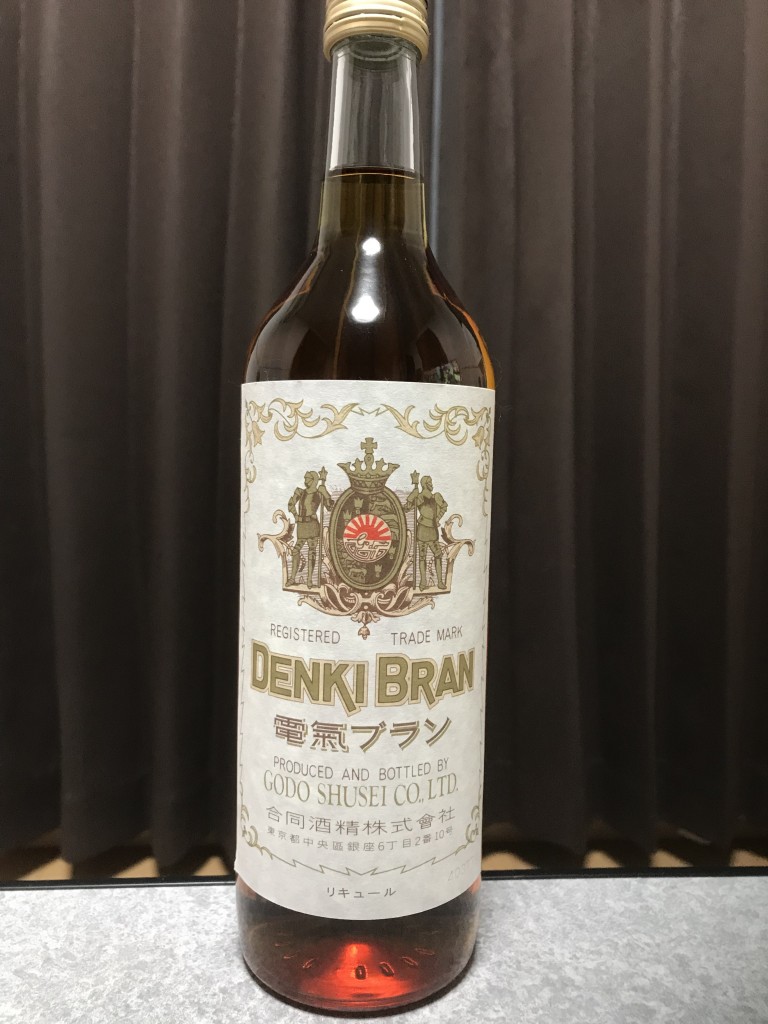 Godo
REGISTERED TRADE MARK
DENKI BRAN
電氣ブラン
PRODUCED AND BOTTLED BY
GODO SHUSEI CO., LTD.
合同酒精株式會社
東京都中央區銀座6丁目2番10号
リキュール